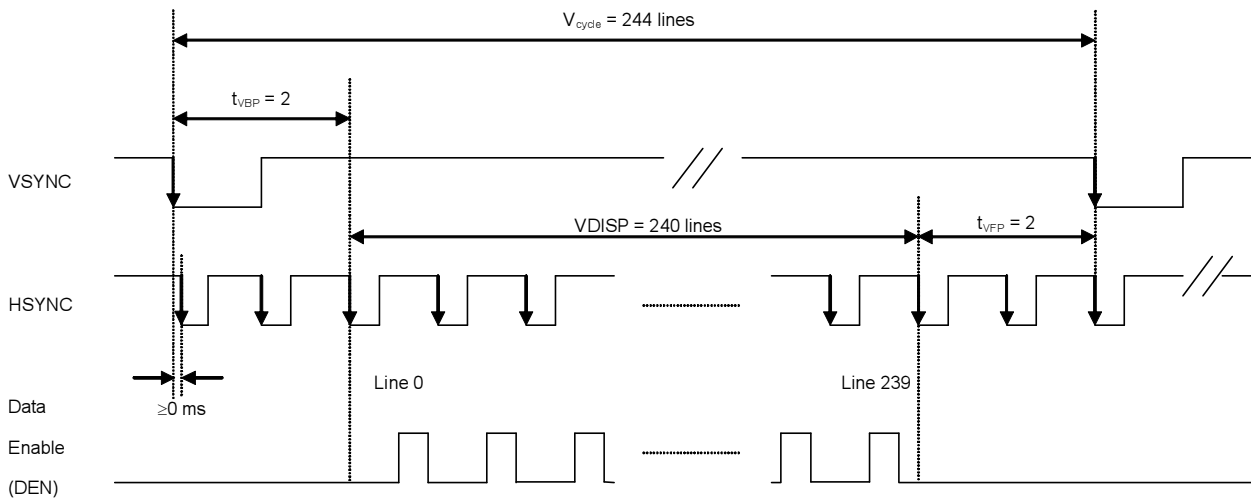 Vcycle = 244 lines
tVBP = 2
VSYNC
VDISP = 240 lines
tVFP = 2
HSYNC
Line 0
Line 239
Data
≥0 ms
Enable
(DEN)